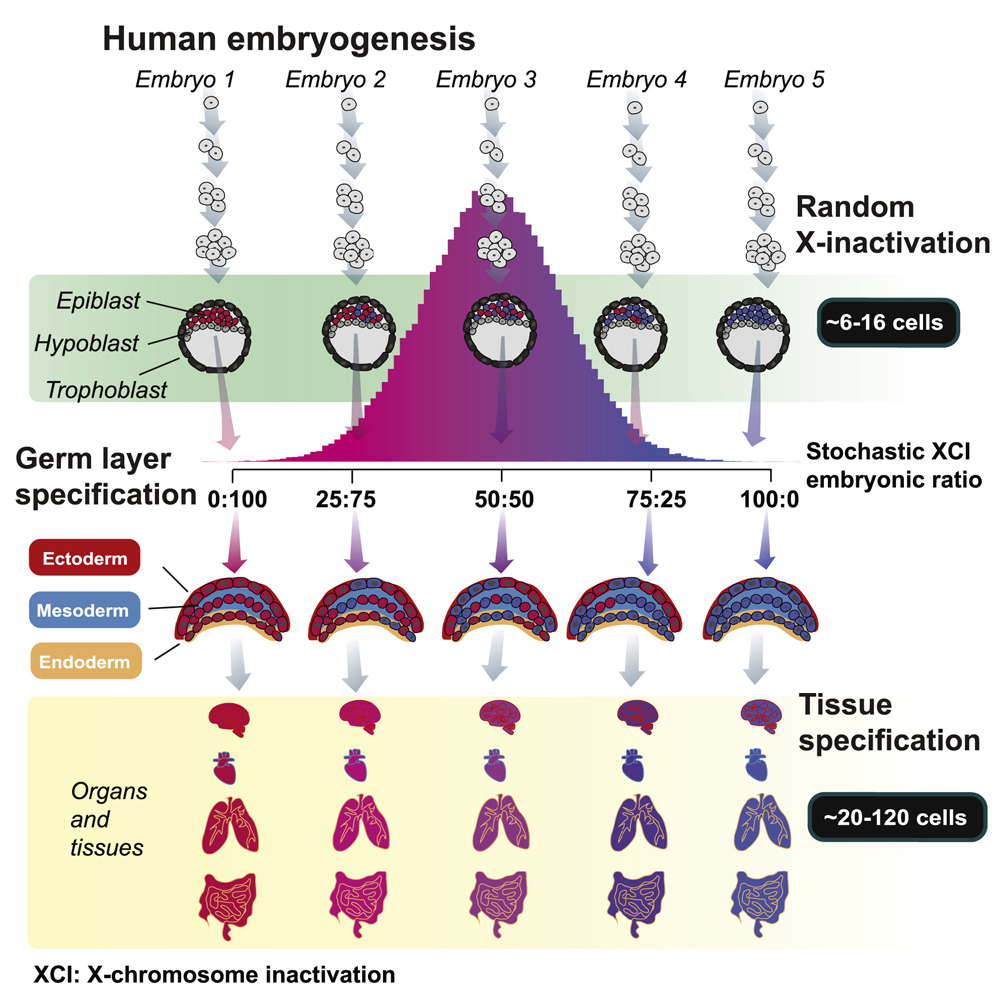 Human embryogenesis
Embryo 1
Embryo 2
Embryo 3
Embryo 4
Embryo 5
Random
X-inactivation
Epiblast
Hypoblast
Trophoblast
~6-16 cells
Germ layer
specification
Stochastic XCI
embryonic ratio
0:100
25:75
50:50
75:25
100:0
Ectoderm
Mesoderm
Endoderm
Tissue
specification
Organs
and
tissues
~20-120 cells
XCI: X-chromosome inactivation